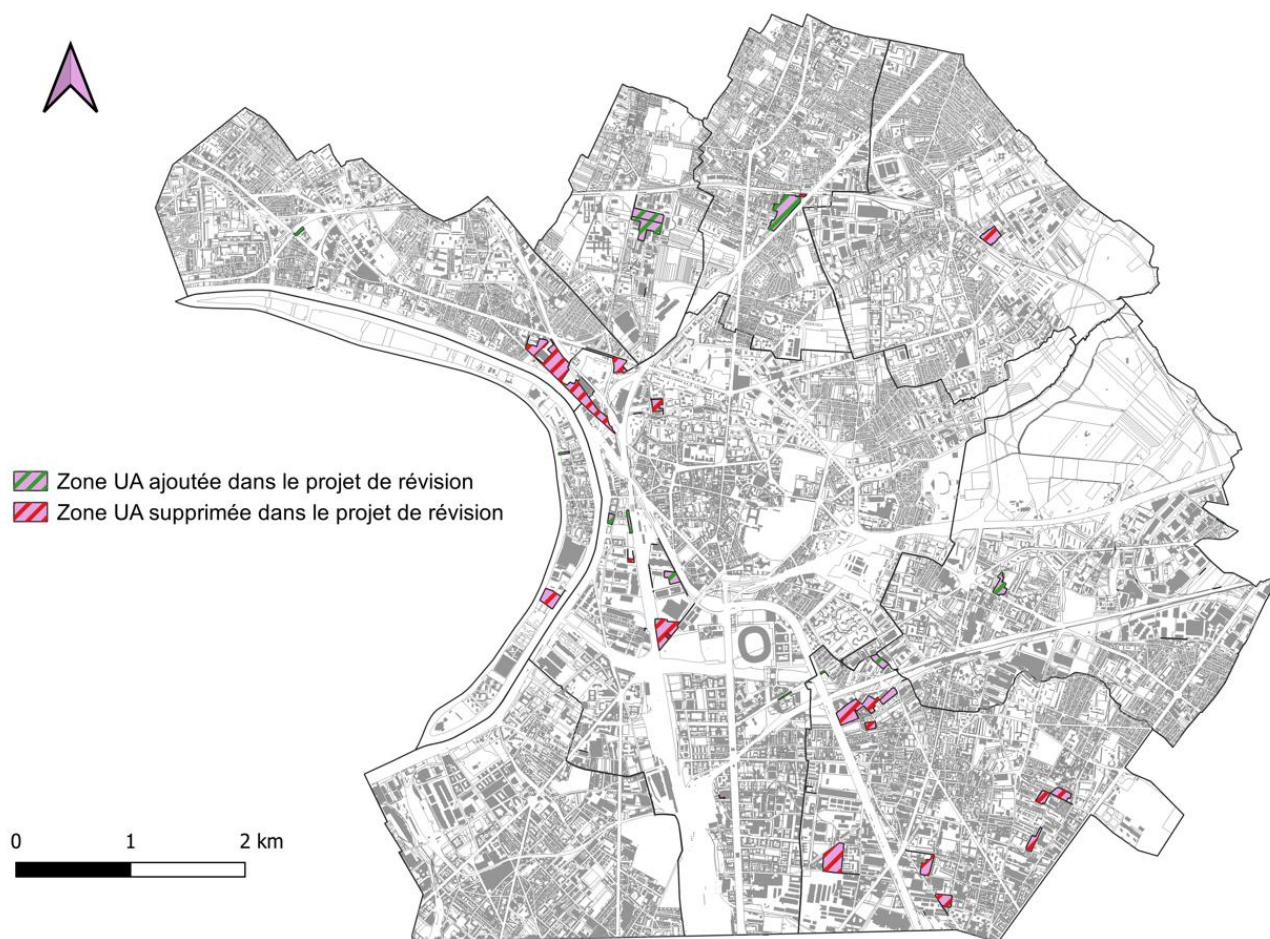 Zone UA ajoutée dans le projet de révision
Zone UA supprimée dans le projet de révision
0 1 2 km